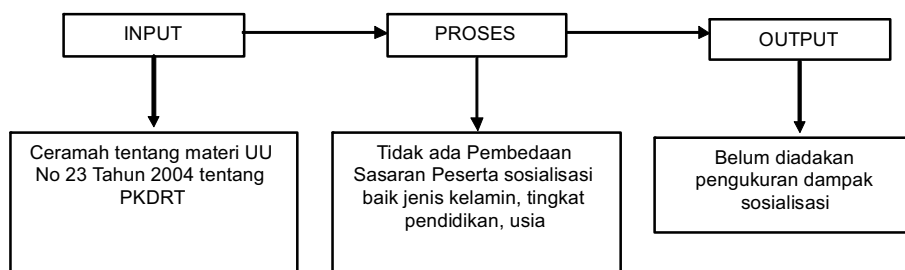 INPUT
PROSES
OUTPUT
Ceramah tentang materi UU
No 23 Tahun 2004 tentang
PKDRT
Tidak ada Pembedaan
Sasaran Peserta sosialisasi
baik jenis kelamin, tingkat
pendidikan, usia
Belum diadakan
pengukuran dampak
sosialisasi